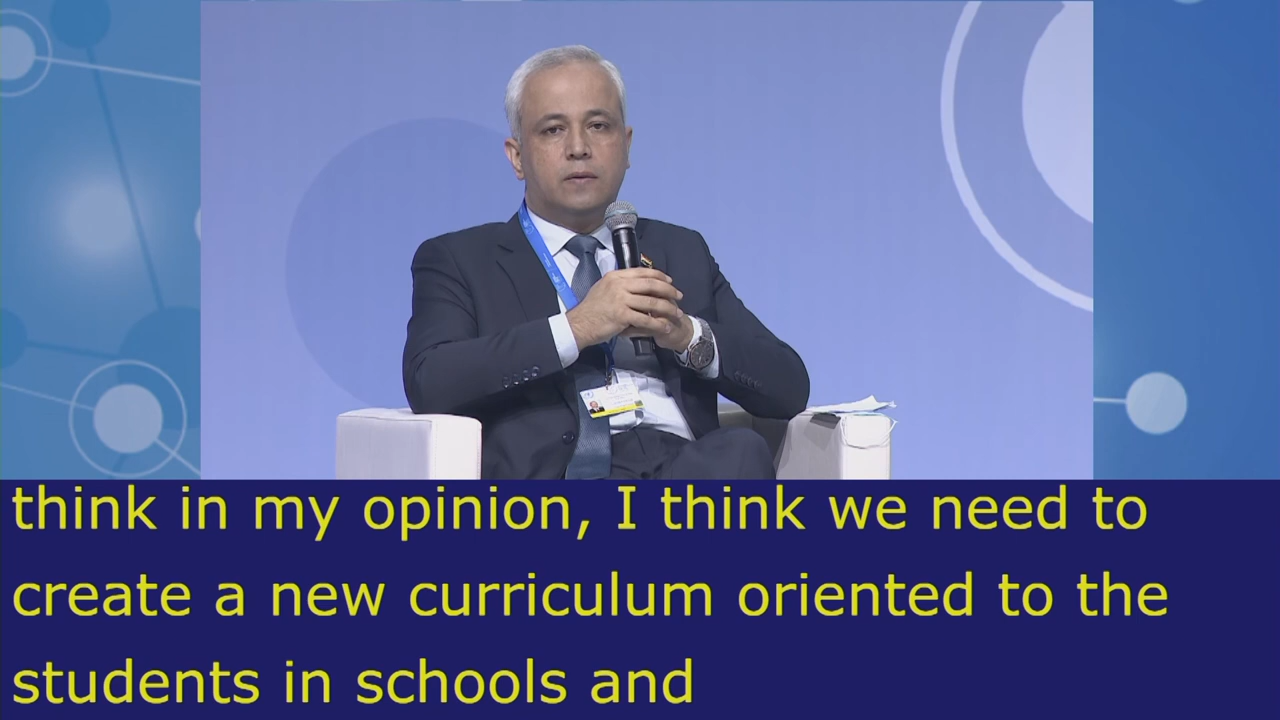 think in my opinion, I think we need to
create a new curriculum oriented to the
students in schools and